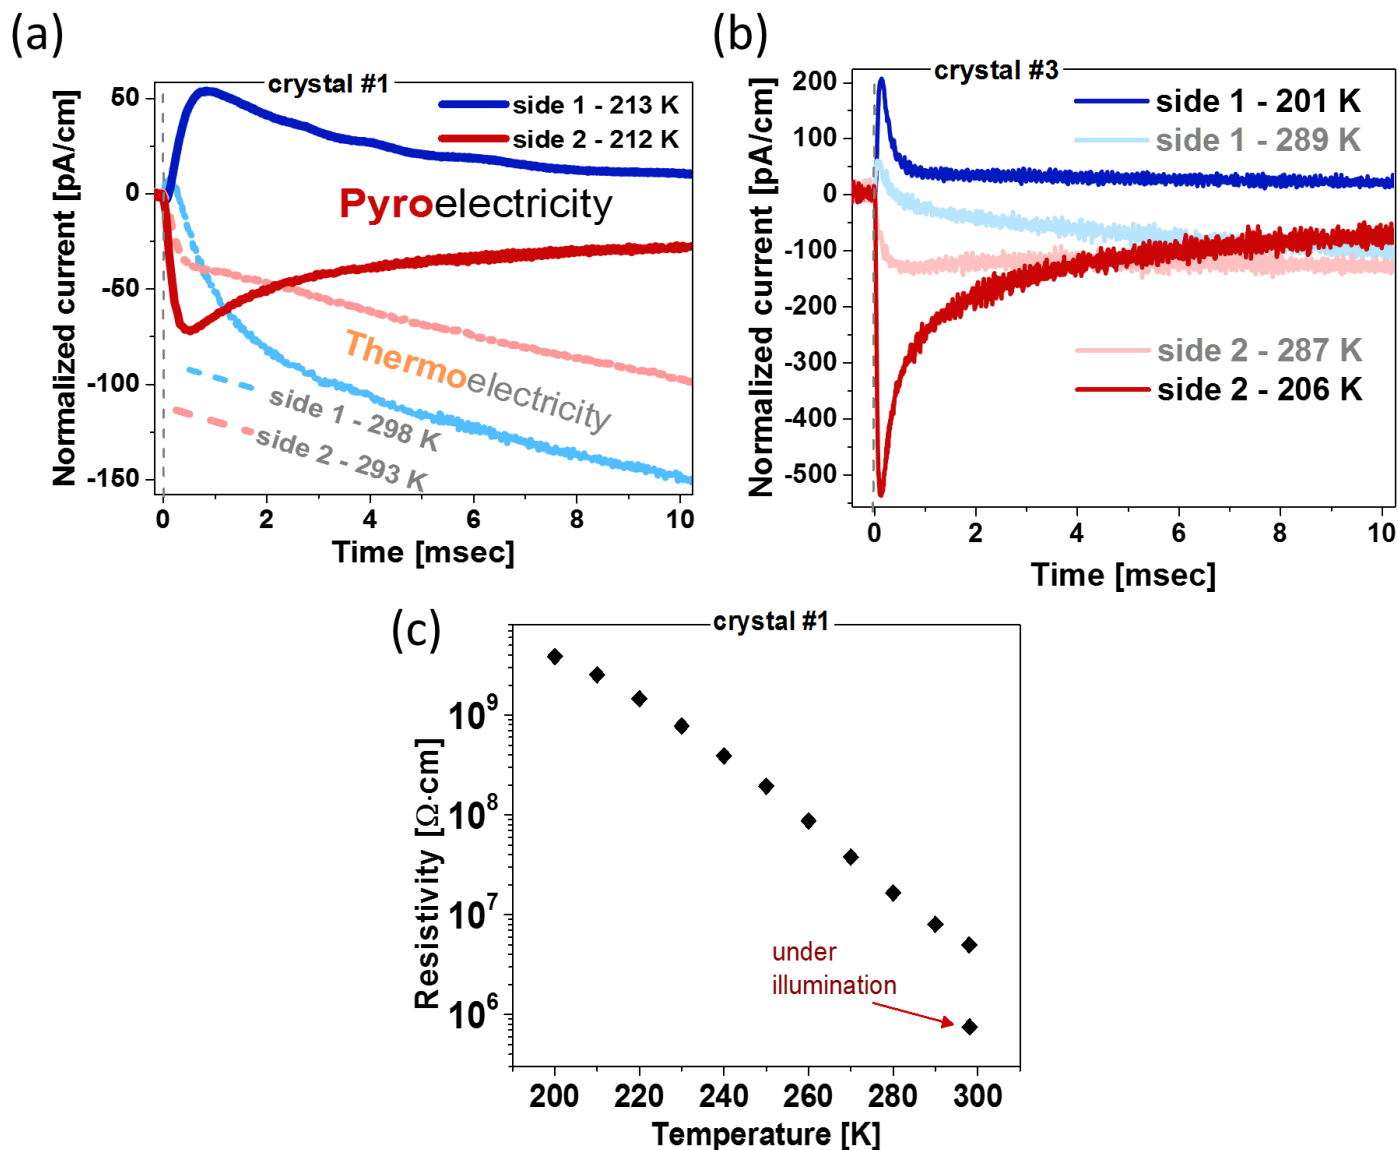 (a)
crystal #1
side 1 - 213 K
side 2 - 212 K
Pyroelectricity
Thermoelectricity
side 1 - 298 K
side 2 - 293 K
Normalized current [pA/cm]
50
0
-50
-100
-150
0 2 4 6 8 10
Time [msec]
(b)
crystal #3
side 1 - 201 K
side 1 - 289 K
side 2 - 287 K
side 2 - 206 K
Normalized current [pA/cm]
200
100
0
-100
-200
-300
-400
-500
0 2 4 6 8 10
Time [msec]
(c)
crystal #1
Resistivity [Ω·cm]
10⁹
10⁸
10⁷
10⁶
under
illumination
200 220 240 260 280 300
Temperature [K]